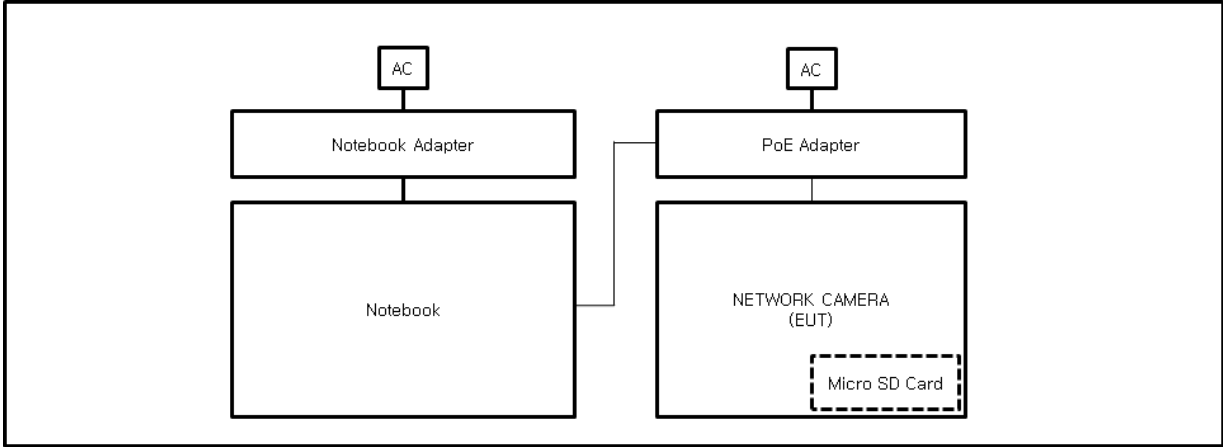 AC
AC
Notebook Adapter
PoE Adapter
Notebook
NETWORK CAMERA
(EUT)
Micro SD Card